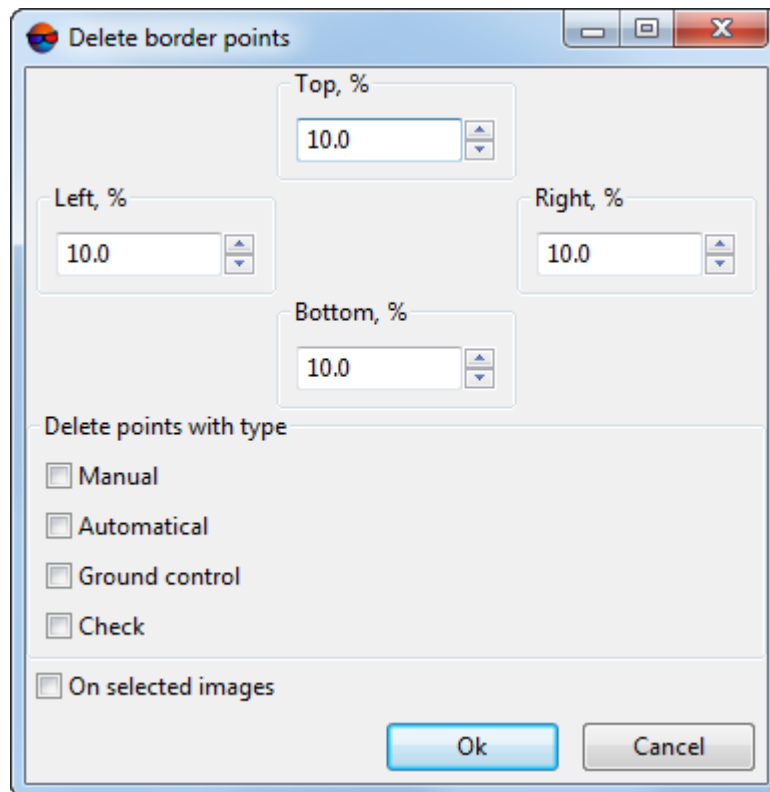 Delete border points
Top, %
10.0
Left, %
Right, %
10.0
10.0
Bottom, %
10.0
Delete points with type
Manual
Automatical
Ground control
Check
On selected images
Ok
Cancel